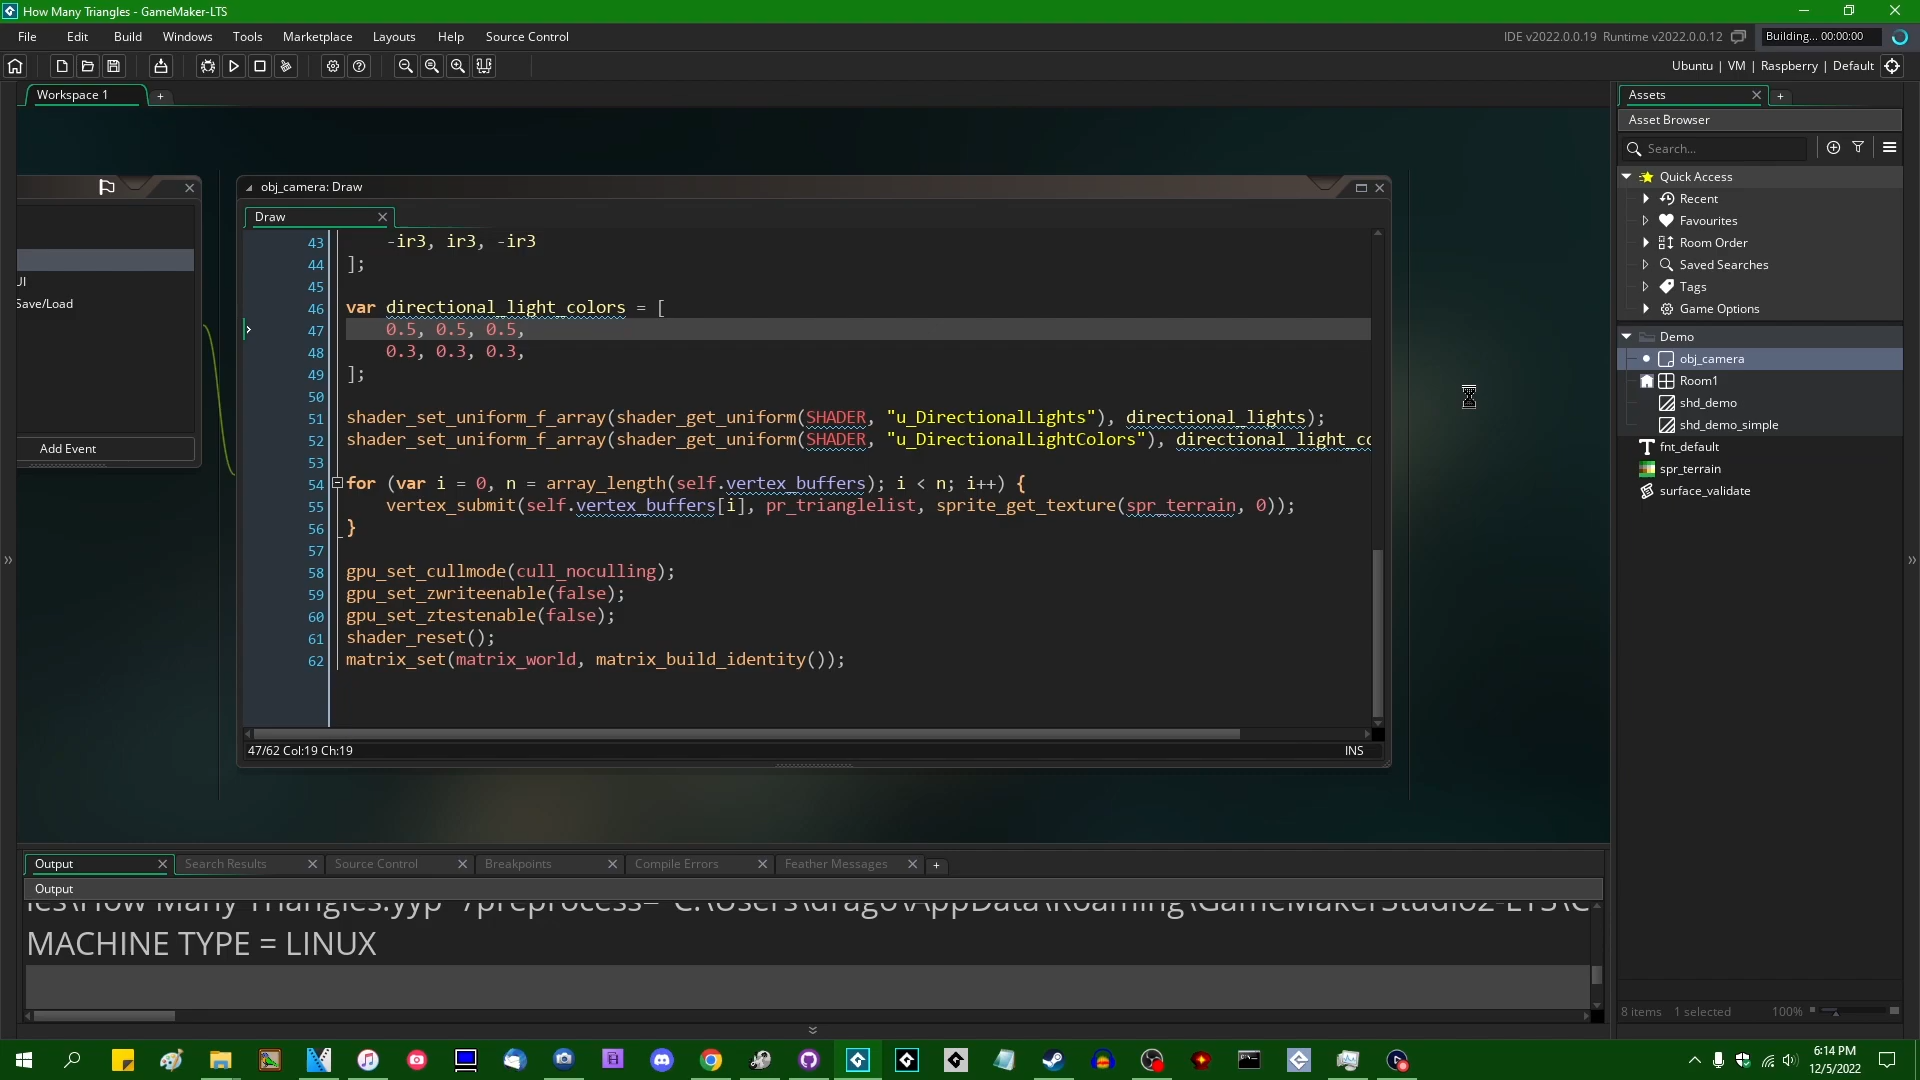 How Many Triangles - GameMaker-LTS
File Edit Build Windows Tools Marketplace Layouts Help Source Control
IDE v2022.0.0.19 Runtime v2022.0.0.12
Building... 00:00:00
Ubuntu | VM | Raspberry | Default
Workspace 1
Save/Load
Add Event
obj_camera: Draw
Draw
43 -ir3, ir3, -ir3
44 ];
45
46 var directional_light_colors = [
47 0.5, 0.5, 0.5,
48 0.3, 0.3, 0.3,
49 ];
50
51 shader_set_uniform_f_array(shader_get_uniform(SHADER, "u_DirectionalLights"), directional_lights);
52 shader_set_uniform_f_array(shader_get_uniform(SHADER, "u_DirectionalLightColors"), directional_light_co
53
54 for (var i = 0, n = array_length(self.vertex_buffers); i < n; i++) {
55 vertex_submit(self.vertex_buffers[i], pr_trianglelist, sprite_get_texture(spr_terrain, 0));
56 }
57
58 gpu_set_cullmode(cull_noculling);
59 gpu_set_zwriteenable(false);
60 gpu_set_ztestenable(false);
61 shader_reset();
62 matrix_set(matrix_world, matrix_build_identity());
47/62 Col:19 Ch:19
INS
Output Search Results Source Control Breakpoints Compile Errors Feather Messages
Output
les\How Many Triangles.yyp" /preprocess="C:\Users\drago\AppData\Roaming\GameMakerStudio2-LTS\C
MACHINE TYPE = LINUX
Assets
Asset Browser
Search...
Quick Access
Recent
Favourites
Room Order
Saved Searches
Tags
Game Options
Demo
obj_camera
Room1
shd_demo
shd_demo_simple
fnt_default
spr_terrain
surface_validate
8 items 1 selected 100%
6:14 PM
12/5/2022